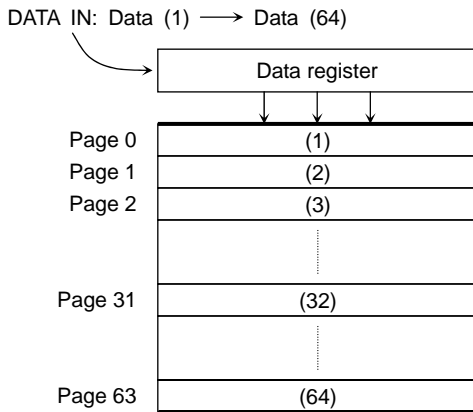 DATA IN: Data (1) → Data (64)
Data register
Page 0 (1)
Page 1 (2)
Page 2 (3)
Page 31 (32)
Page 63 (64)